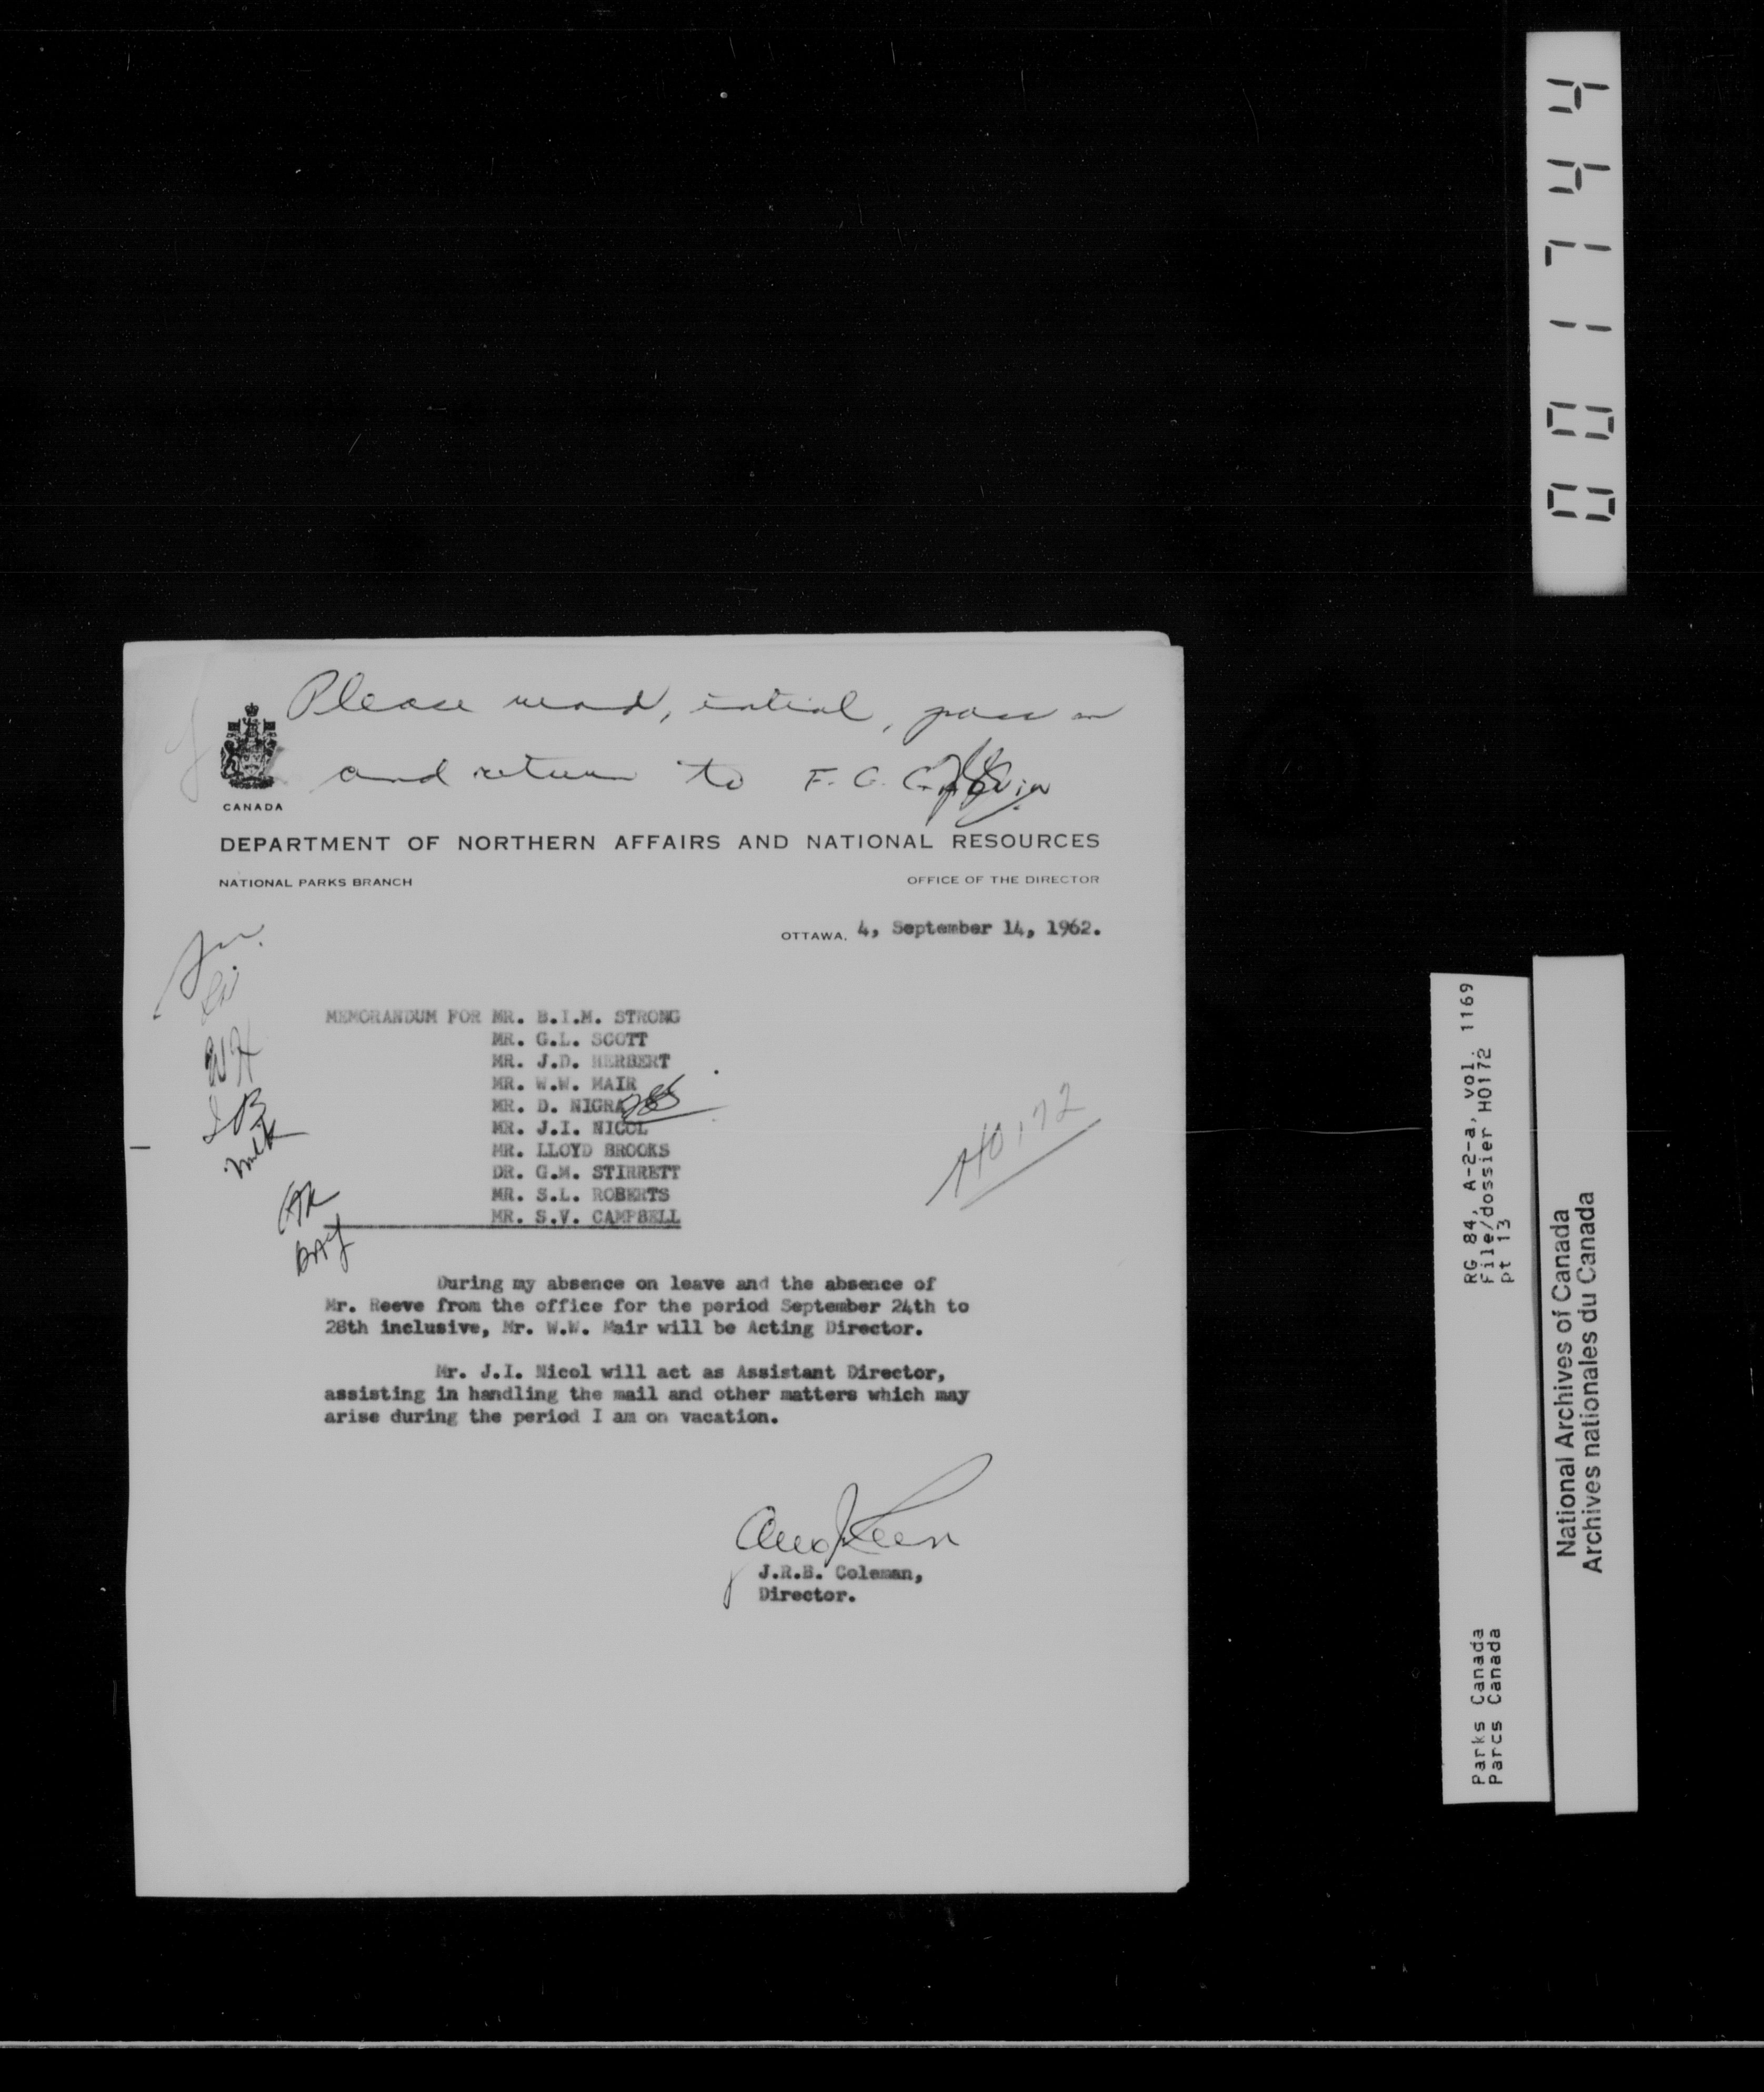 Please read, initial, pass on
and return to F. G.
CANADA
DEPARTMENT OF NORTHERN AFFAIRS AND NATIONAL RESOURCES
NATIONAL PARKS BRANCH OFFICE OF THE DIRECTOR
OTTAWA, 4, September 14, 1962.
MEMORANDUM FOR MR. B.I.M. STRONG
MR. G.L. SCOTT
MR. J.D. HERBERT
MR. W.W. MAIR
MR. D. NIGRA
MR. J.I. NICOL
MR. LLOYD BROOKS
DR. G.M. STIRRETT
MR. S.L. ROBERTS
MR. S.V. CAMPBELL
H0172
During my absence on leave and the absence of
Mr. Reeve from the office for the period September 24th to
28th inclusive, Mr. W.W. Mair will be Acting Director.
Mr. J.I. Nicol will act as Assistant Director,
assisting in handling the mail and other matters which may
arise during the period I am on vacation.
J.R.B. Coleman,
Director.
001744
RG 84, A-2-a, vol. 1169
File/dossier H0172
pt 13
Parks Canada
Parcs Canada
National Archives of Canada
Archives nationales du Canada